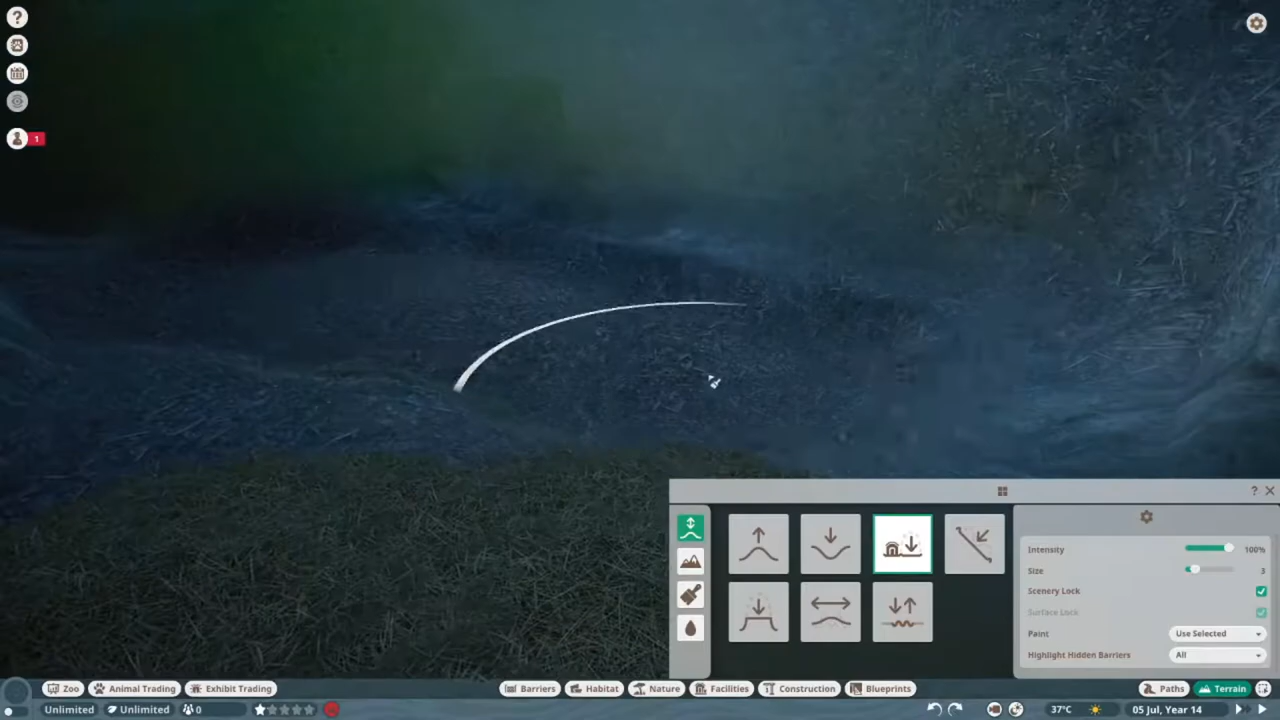 ?
1
? X
Intensity 100%
Size 3
Scenery Lock
Surface Lock
Paint Use Selected
Highlight Hidden Barriers All
Zoo Animal Trading Exhibit Trading Barriers Habitat Nature Facilities Construction Blueprints Paths Terrain
Unlimited Unlimited 0 37°C 05 Jul, Year 14